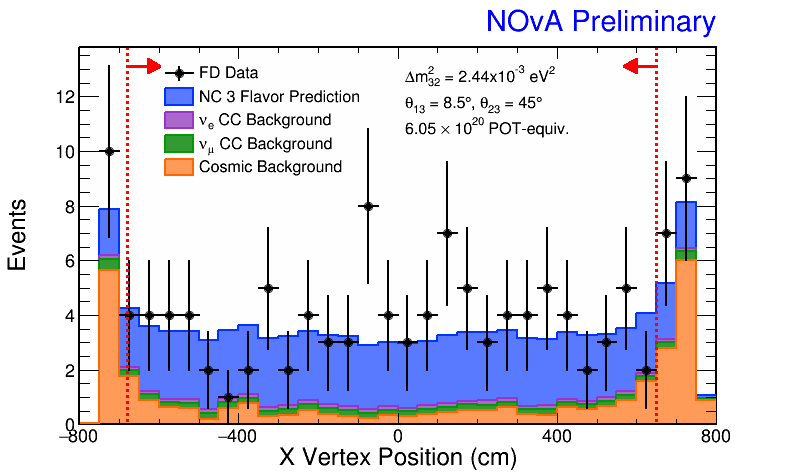 NOvA Preliminary
FD Data
NC 3 Flavor Prediction
νe CC Background
νμ CC Background
Cosmic Background
Δm²32 = 2.44x10⁻³ eV²
θ13 = 8.5°, θ23 = 45°
6.05 × 10²⁰ POT-equiv.
Events
12
10
8
6
4
2
0
−800 −400 0 400 800
X Vertex Position (cm)